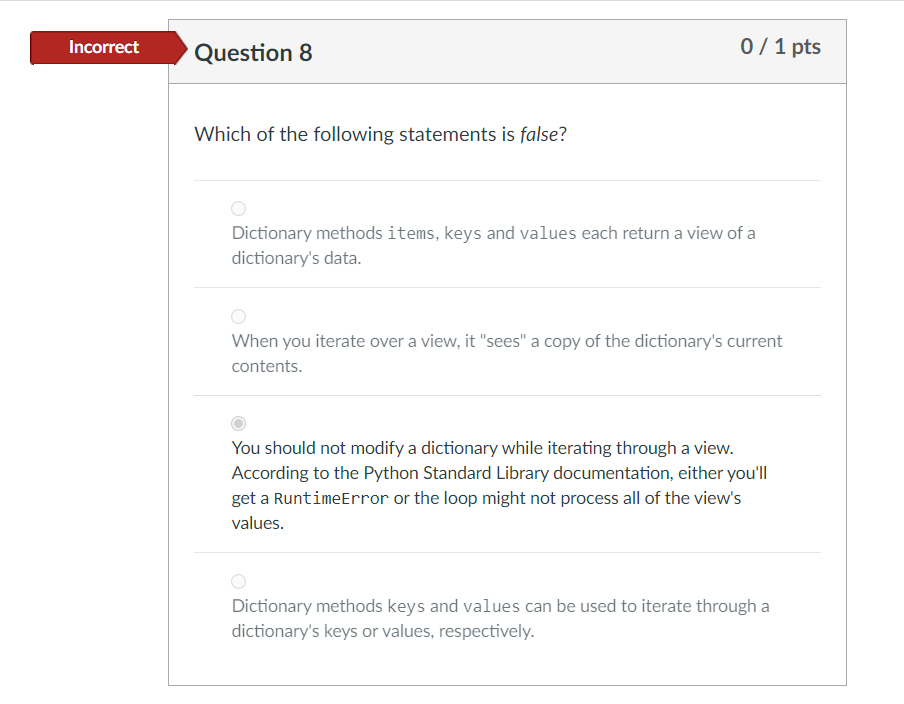 Incorrect
Question 8
0 / 1 pts
Which of the following statements is false?
Dictionary methods items, keys and values each return a view of a
dictionary's data.
When you iterate over a view, it "sees" a copy of the dictionary's current
contents.
You should not modify a dictionary while iterating through a view.
According to the Python Standard Library documentation, either you'll
get a RuntimeError or the loop might not process all of the view's
values.
Dictionary methods keys and values can be used to iterate through a
dictionary's keys or values, respectively.